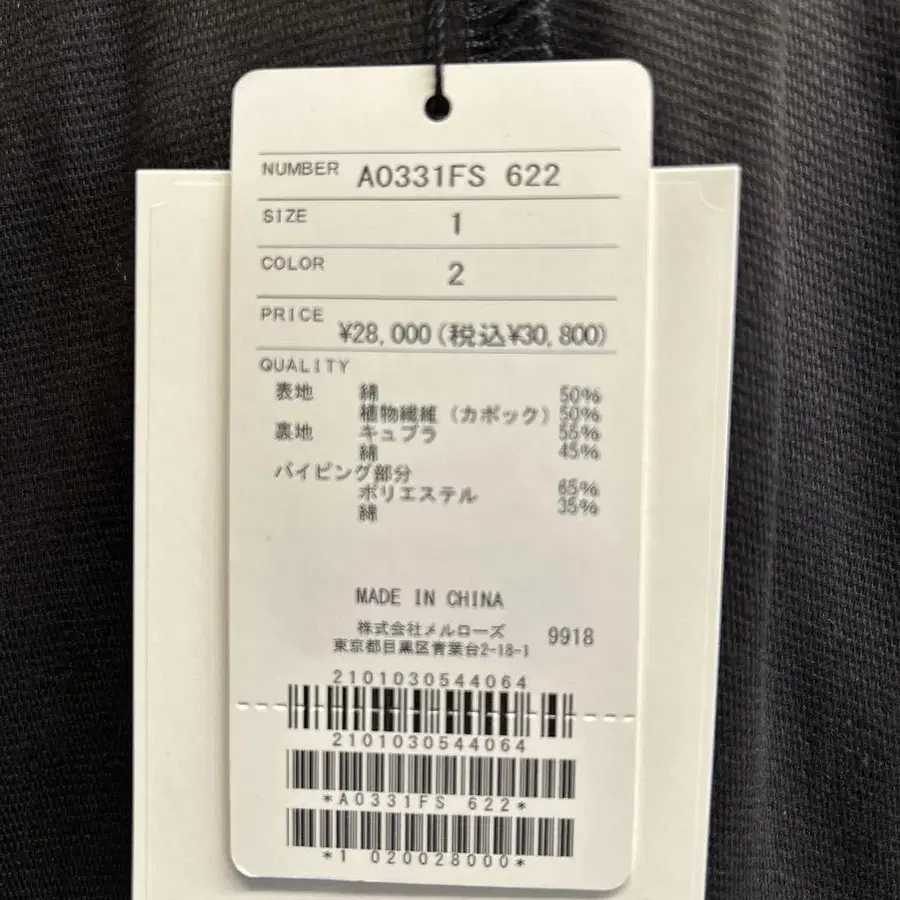 NUMBER A0331FS 622
SIZE 1
COLOR 2
PRICE ¥28,000(税込¥30,800)
QUALITY
表地 綿 50%
植物繊維(カポック) 50%
裏地 キュプラ 55%
綿 45%
パイピング部分
ポリエステル 65%
綿 35%
MADE IN CHINA
株式会社メルローズ 9918
東京都目黒区青葉台2-18-1
2101030544064
2101030544064
*A0331FS 622*
*1 020028000*